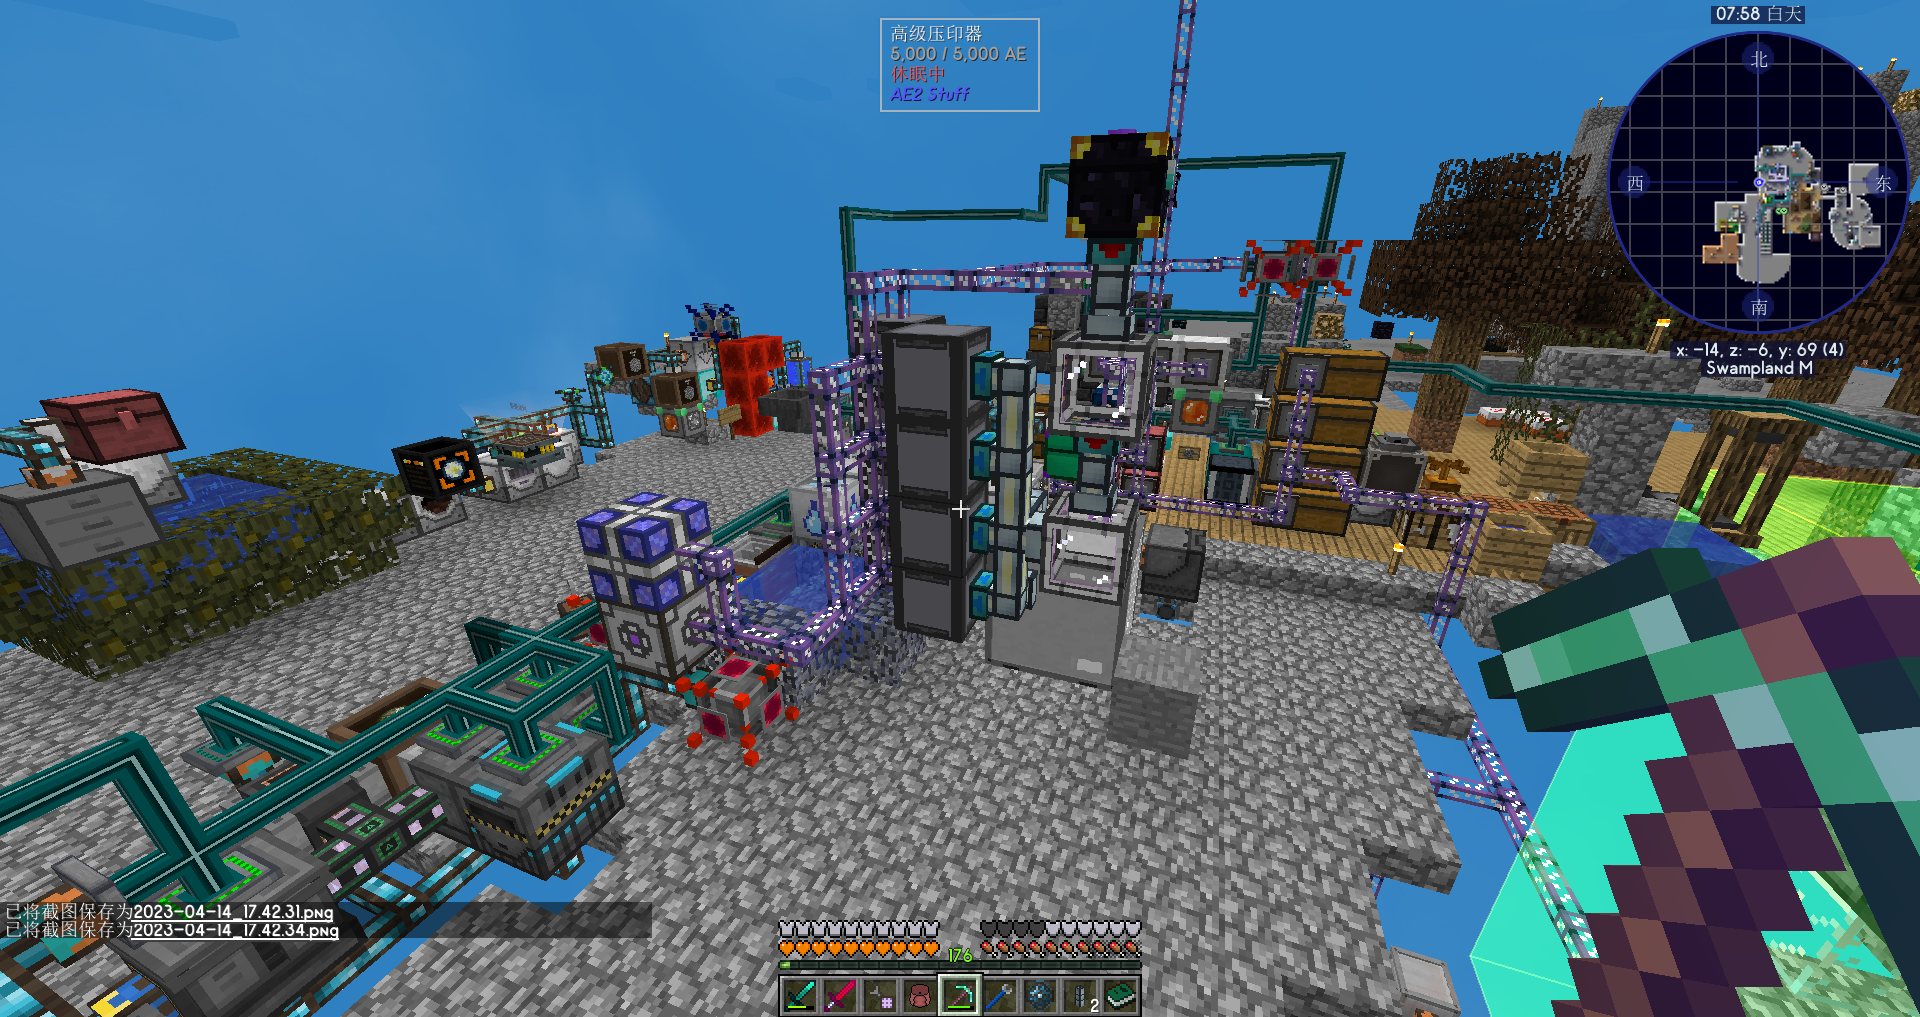 高级压印器
5,000 / 5,000 AE
休眠中
AE2 Stuff
07:58 白天
北
西
东
南
x: -14, z: -6, y: 69 (4)
Swampland M
已将截图保存为2023-04-14_17.42.31.png
已将截图保存为2023-04-14_17.42.34.png
176
2